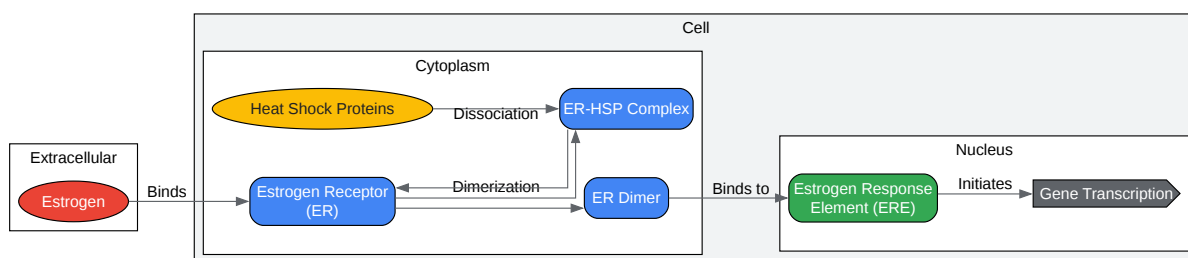 Cell
Cytoplasm
Heat Shock Proteins
Dissociation
ER-HSP Complex
Extracellular
Estrogen
Binds
Estrogen Receptor
(ER)
Dimerization
ER Dimer
Binds to
Nucleus
Estrogen Response
Element (ERE)
Initiates
Gene Transcription